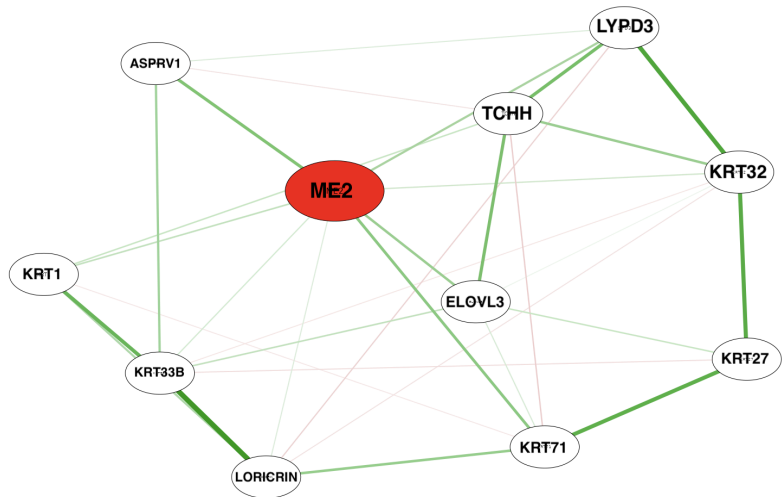 LYPD3
ASPRV1
TCHH
KRT32
ME2
KRT1
ELOVL3
KRT27
KRT33B
KRT71
LORICRIN